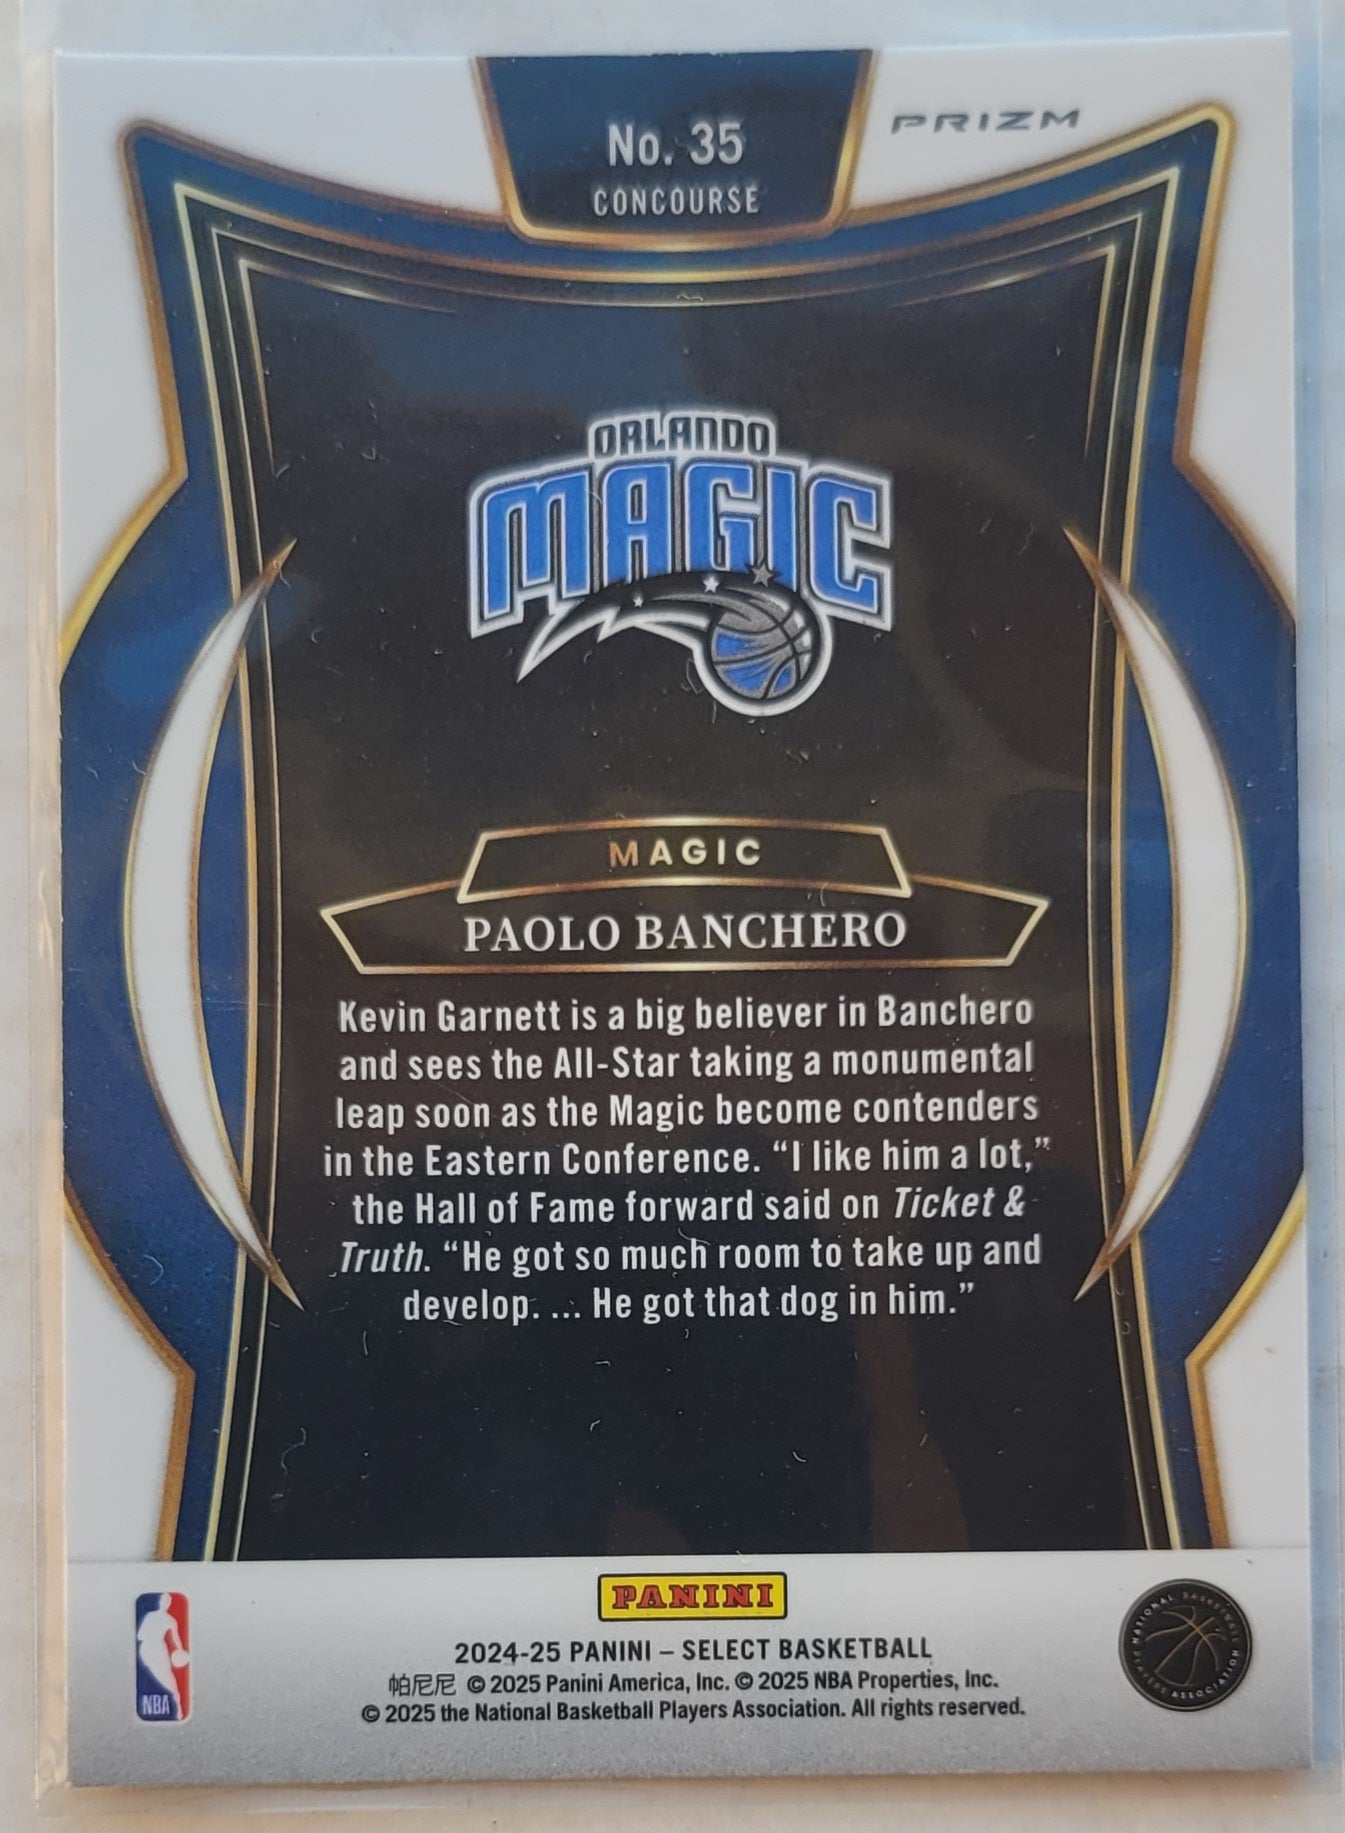 No. 35
PRIZM
CONCOURSE
ORLANDO
MAGIC
MAGIC
PAOLO BANCHERO
Kevin Garnett is a big believer in Banchero
and sees the All-Star taking a monumental
leap soon as the Magic become contenders
in the Eastern Conference. “I like him a lot,”
the Hall of Fame forward said on Ticket &
Truth. “He got so much room to take up and
develop. ... He got that dog in him.”
PANINI
2024-25 PANINI – SELECT BASKETBALL
帕尼尼 © 2025 Panini America, Inc. © 2025 NBA Properties, Inc.
© 2025 the National Basketball Players Association. All rights reserved.
NBA
NATIONAL BASKETBALL PLAYERS ASSOCIATION